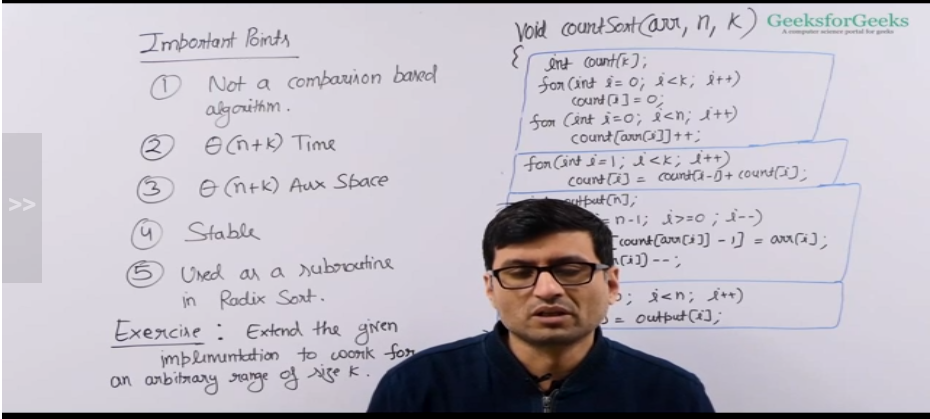 Important Points
① Not a comparison based
algorithm.
② θ(n+k) Time
③ θ(n+k) Aux Space
④ Stable
⑤ Used as a subroutine
in Radix Sort.
Exercise : Extend the given
implementation to work for
an arbitrary range of size k.
Void countSort(arr, n, k)
{
int count[k];
for(int i=0; i<k; i++)
count[i]=0;
for (int i=0; i<n; i++)
count[arr[i]]++;
for(int i=1; i<k; i++)
count[i] = count[i-1]+count[i];
output[n];
= n-1; i>=0; i--)
[count[arr[i]] - 1] = arr[i];
[i]) --;
; i<n; i++)
= output[i];
GeeksforGeeks
A computer science portal for geeks
>>